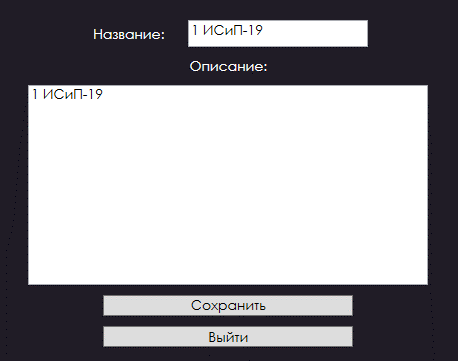 Название: 1 ИСиП-19
Описание:
1 ИСиП-19
Сохранить
Выйти